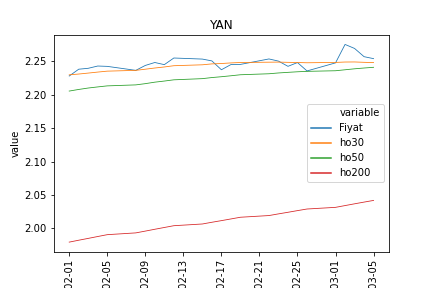 YAN
value
2.25
2.20
2.15
2.10
2.05
2.00
variable
Fiyat
ho30
ho50
ho200
02-01
02-05
02-09
02-13
02-17
02-21
02-25
03-01
03-05